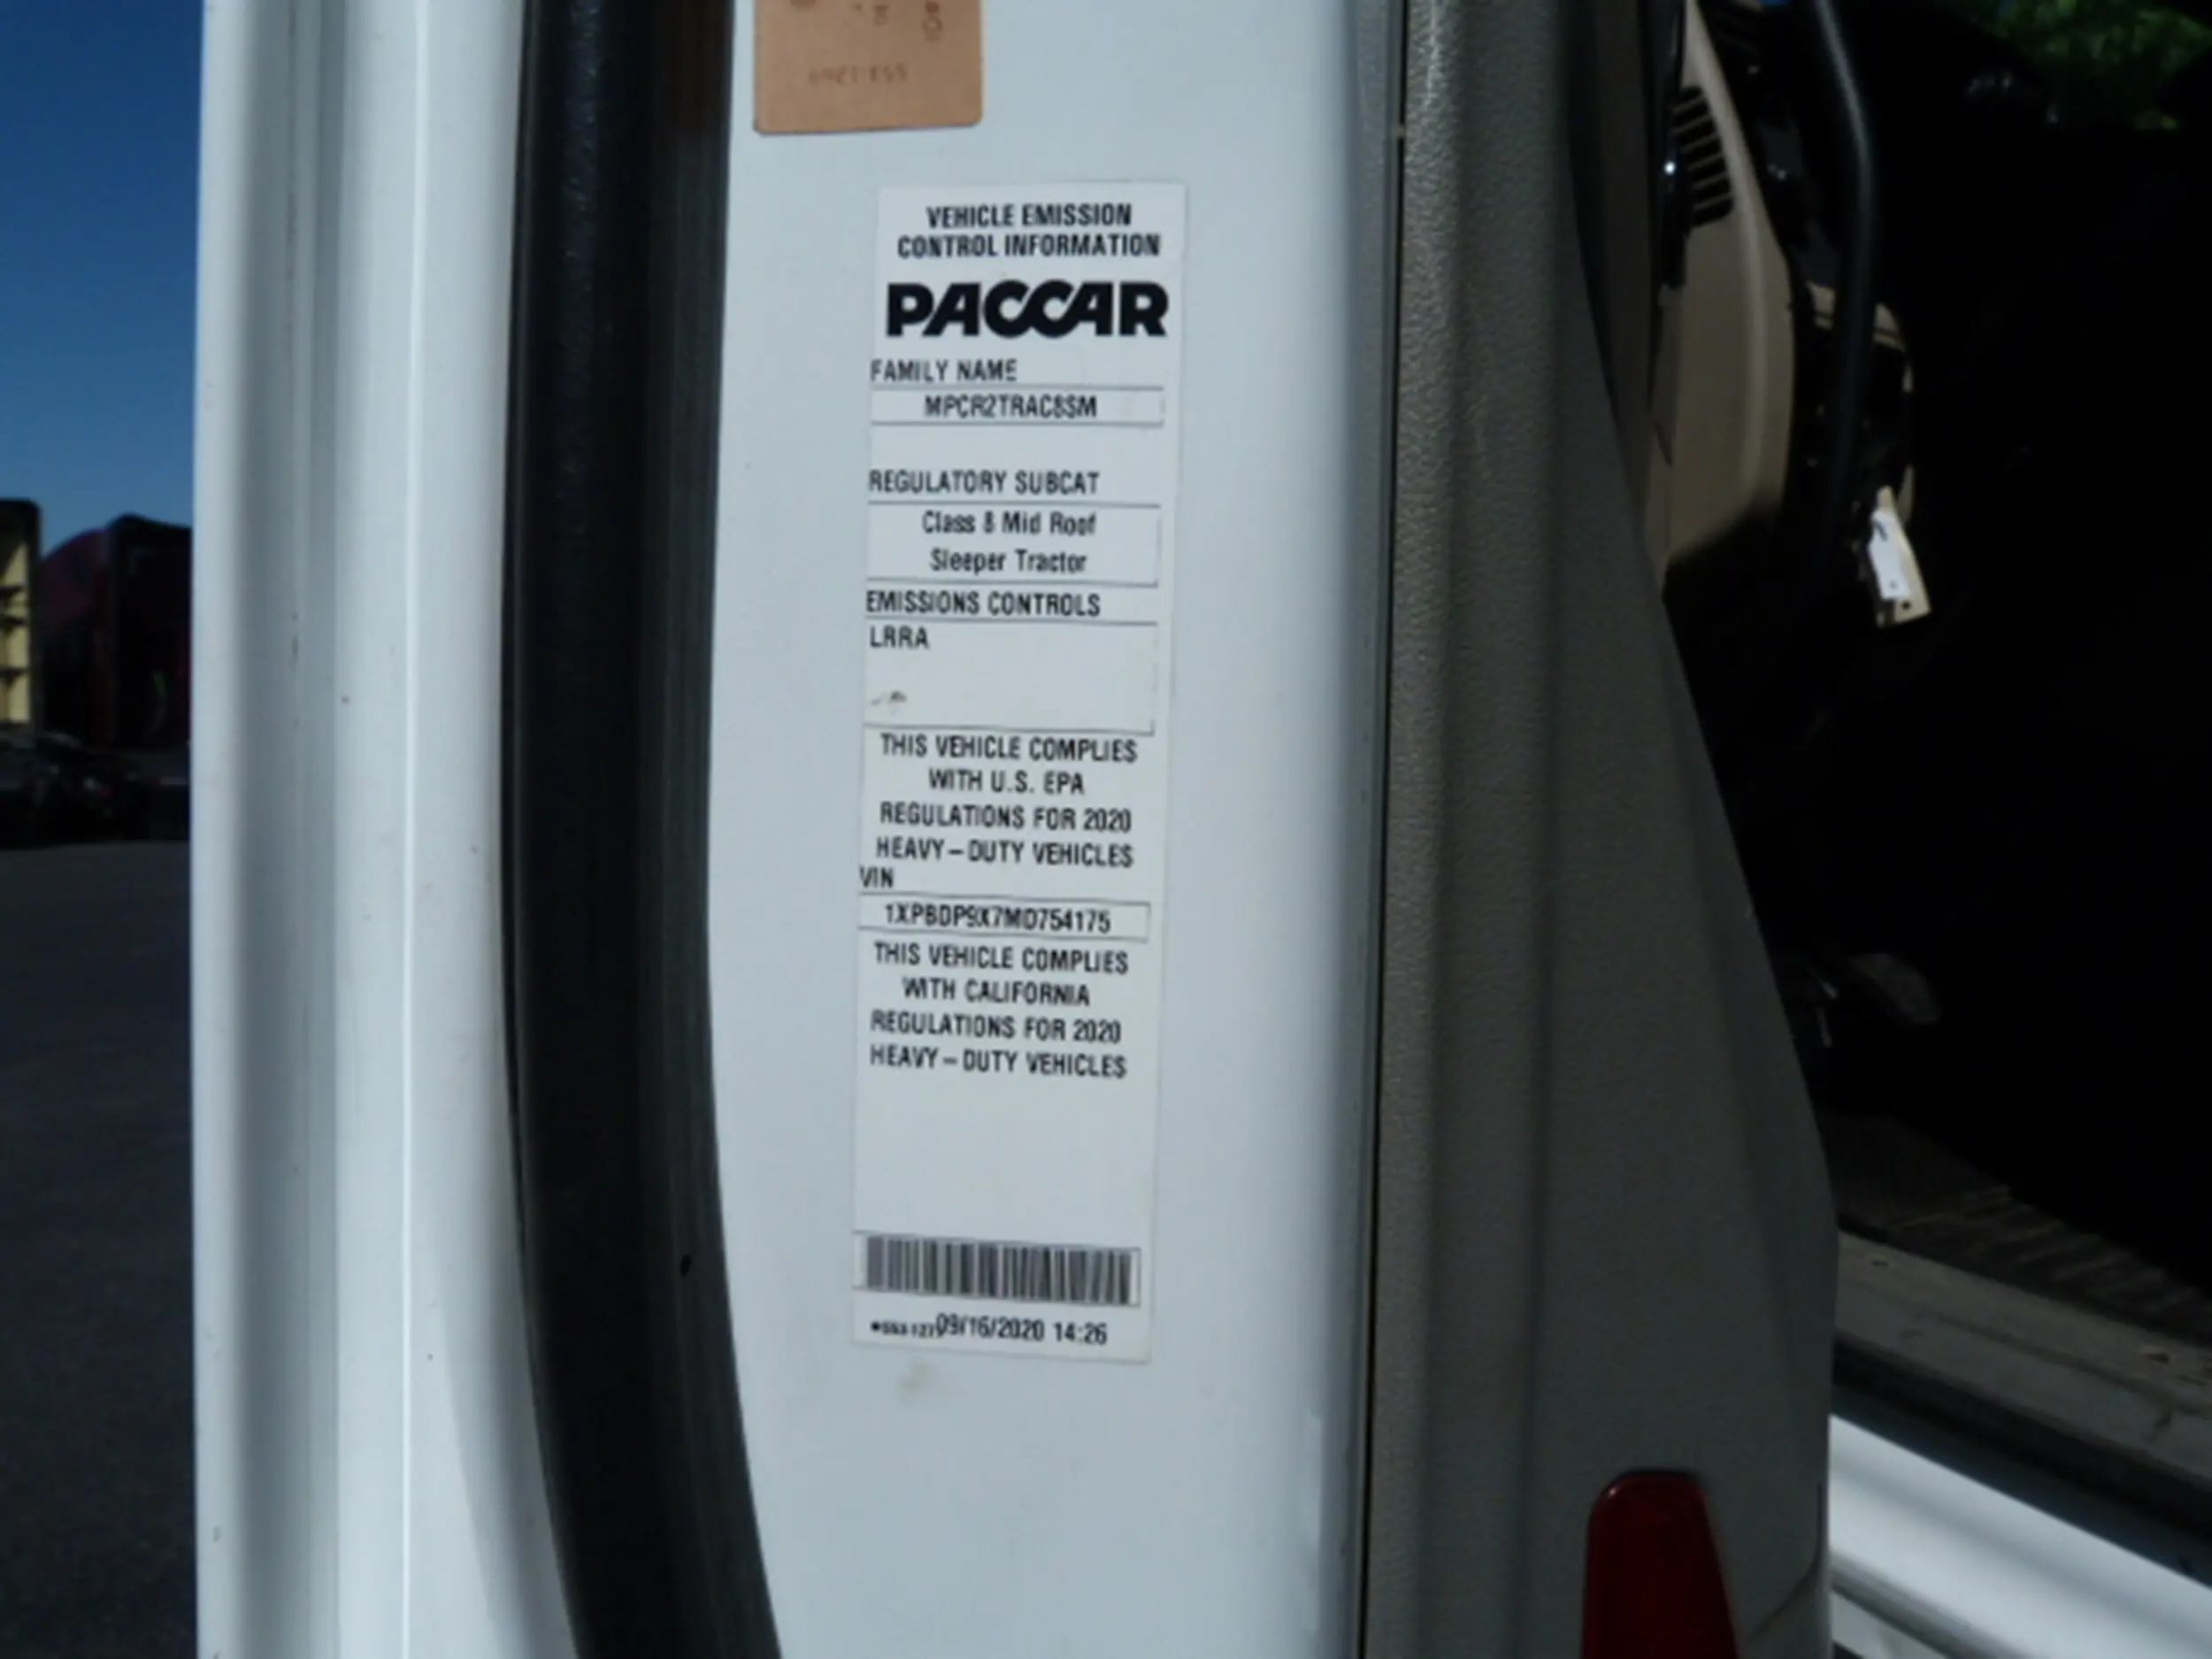 VEHICLE EMISSION
CONTROL INFORMATION
PACCAR
FAMILY NAME
MPCR2TRAC8SM
REGULATORY SUBCAT
Class 8 Mid Roof
Sleeper Tractor
EMISSIONS CONTROLS
LRRA
THIS VEHICLE COMPLIES
WITH U.S. EPA
REGULATIONS FOR 2020
HEAVY-DUTY VEHICLES
VIN
1XPBDP9X7MD754175
THIS VEHICLE COMPLIES
WITH CALIFORNIA
REGULATIONS FOR 2020
HEAVY-DUTY VEHICLES
09/16/2020 14:26